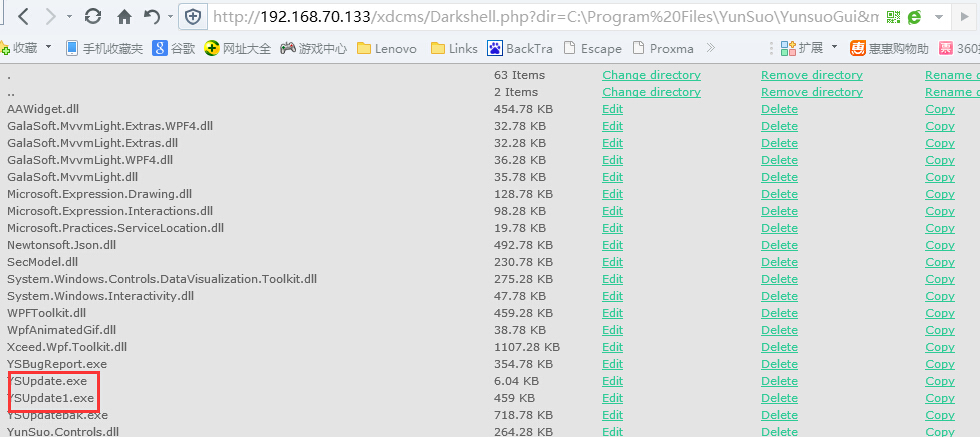 http://192.168.70.133/xdcms/Darkshell.php?dir=C:\Program%20Files\YunSuo\YunsuoGui&m
收藏 手机收藏夹 谷歌 网址大全 游戏中心 Lenovo Links BackTra Escape Proxma » 扩展 惠惠购物助 360
. 63 Items Change directory Remove directory Rename
.. 2 Items Change directory Remove directory Rename
AAWidget.dll 454.78 KB Edit Delete Copy
GalaSoft.MvvmLight.Extras.WPF4.dll 32.78 KB Edit Delete Copy
GalaSoft.MvvmLight.Extras.dll 32.28 KB Edit Delete Copy
GalaSoft.MvvmLight.WPF4.dll 36.28 KB Edit Delete Copy
GalaSoft.MvvmLight.dll 35.78 KB Edit Delete Copy
Microsoft.Expression.Drawing.dll 128.78 KB Edit Delete Copy
Microsoft.Expression.Interactions.dll 98.28 KB Edit Delete Copy
Microsoft.Practices.ServiceLocation.dll 19.78 KB Edit Delete Copy
Newtonsoft.Json.dll 492.78 KB Edit Delete Copy
SecModel.dll 230.78 KB Edit Delete Copy
System.Windows.Controls.DataVisualization.Toolkit.dll 275.28 KB Edit Delete Copy
System.Windows.Interactivity.dll 47.78 KB Edit Delete Copy
WPFToolkit.dll 459.28 KB Edit Delete Copy
WpfAnimatedGif.dll 38.78 KB Edit Delete Copy
Xceed.Wpf.Toolkit.dll 1107.28 KB Edit Delete Copy
YSBugReport.exe 354.78 KB Edit Delete Copy
YSUpdate.exe 6.04 KB Edit Delete Copy
YSUpdate1.exe 459 KB Edit Delete Copy
YSUpdatebak.exe 718.78 KB Edit Delete Copy
YunSuo.Controls.dll 264.28 KB Edit Delete Copy